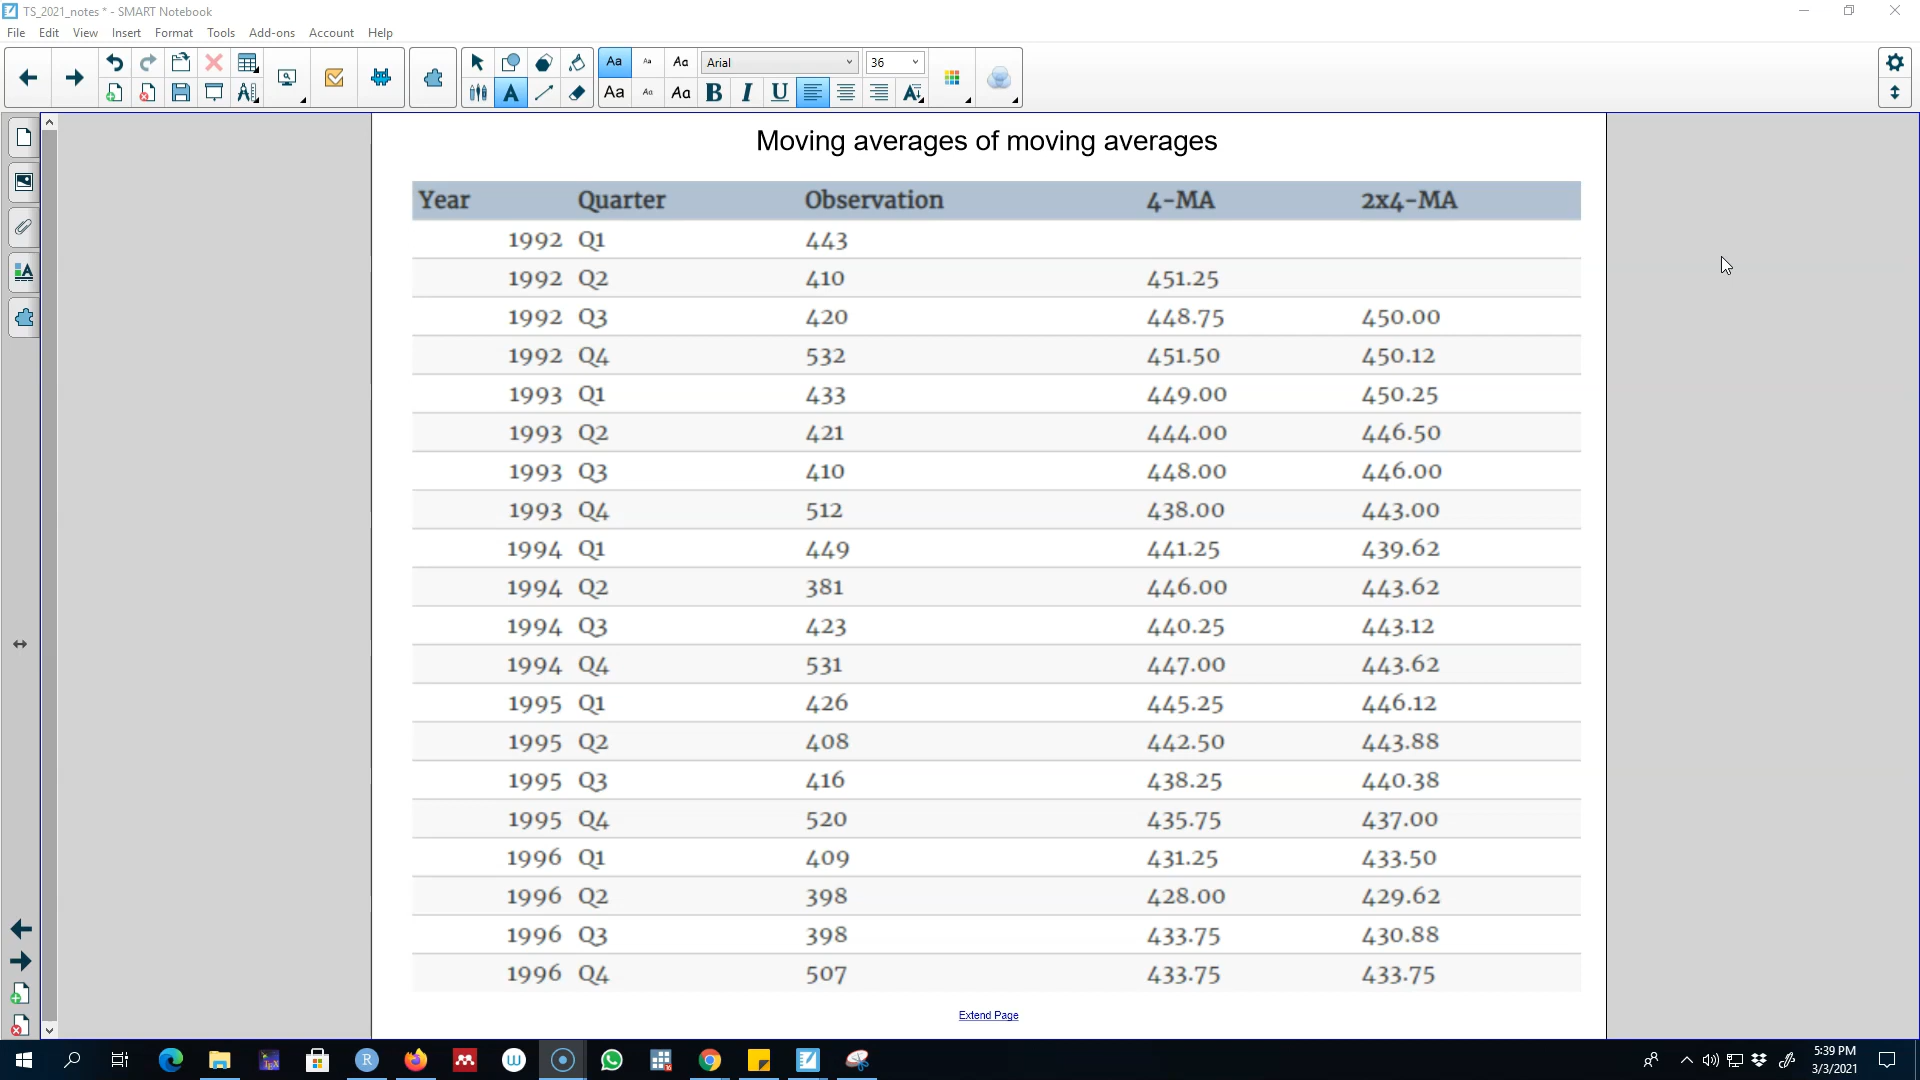 TS_2021_notes * - SMART Notebook
File Edit View Insert Format Tools Add-ons Account Help
Aa Aa Aa Arial 36
A Aa Aa Aa B I U
Moving averages of moving averages
Year Quarter Observation 4-MA 2x4-MA
1992 Q1 443
1992 Q2 410 451.25
1992 Q3 420 448.75 450.00
1992 Q4 532 451.50 450.12
1993 Q1 433 449.00 450.25
1993 Q2 421 444.00 446.50
1993 Q3 410 448.00 446.00
1993 Q4 512 438.00 443.00
1994 Q1 449 441.25 439.62
1994 Q2 381 446.00 443.62
1994 Q3 423 440.25 443.12
1994 Q4 531 447.00 443.62
1995 Q1 426 445.25 446.12
1995 Q2 408 442.50 443.88
1995 Q3 416 438.25 440.38
1995 Q4 520 435.75 437.00
1996 Q1 409 431.25 433.50
1996 Q2 398 428.00 429.62
1996 Q3 398 433.75 430.88
1996 Q4 507 433.75 433.75
Extend Page
5:39 PM
3/3/2021